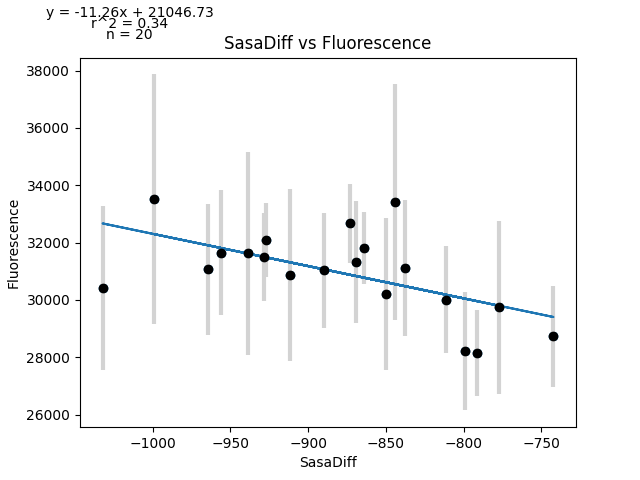 y = -11.26x + 21046.73
r^2 = 0.34
n = 20
SasaDiff vs Fluorescence
38000
36000
34000
32000
30000
28000
26000
Fluorescence
−1000
−950
−900
−850
−800
−750
SasaDiff